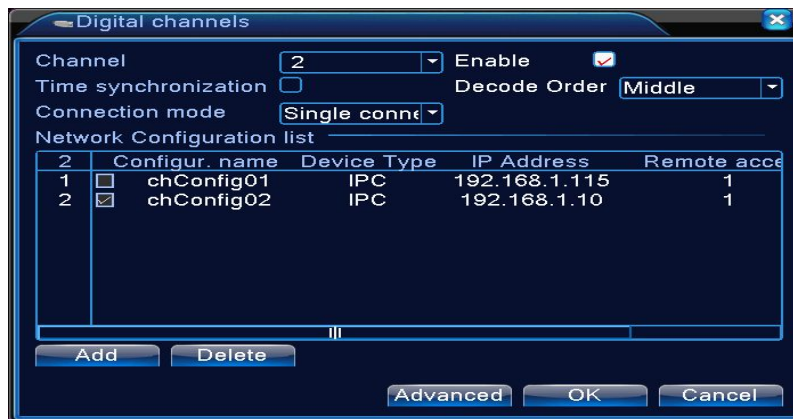 Digital channels
Channel 2 Enable
Time synchronization Decode Order Middle
Connection mode Single conne
Network Configuration list
2 Configur. name Device Type IP Address Remote acce
1 chConfig01 IPC 192.168.1.115 1
2 chConfig02 IPC 192.168.1.10 1
Add Delete
Advanced OK Cancel